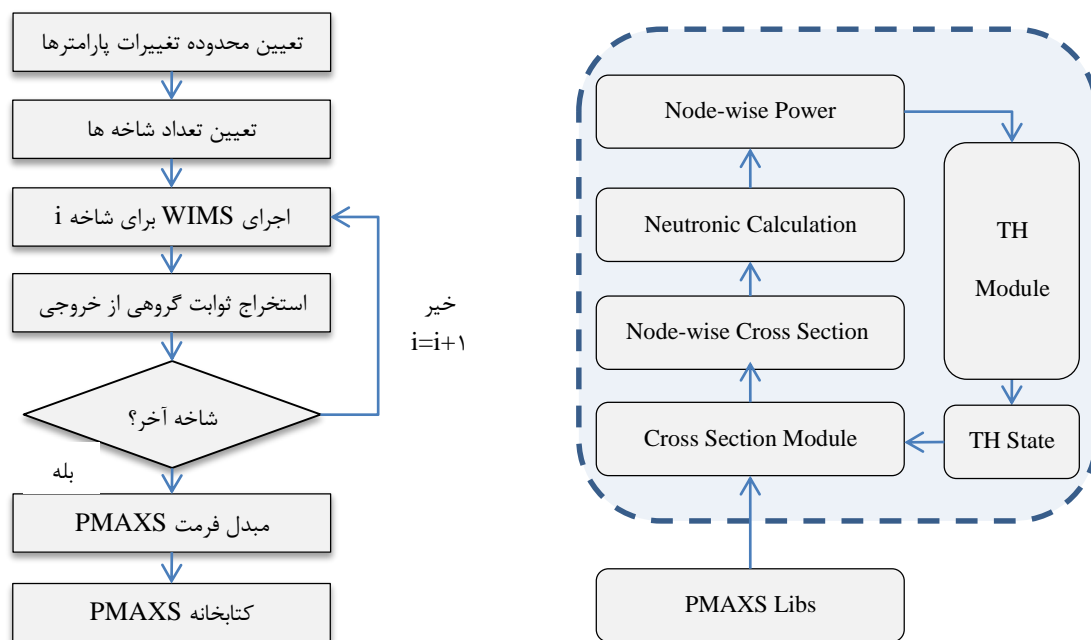 تعیین محدوده تغییرات پارامترها
تعیین تعداد شاخه ها
اجرای WIMS برای شاخه i
استخراج ثوابت گروهی از خروجی
شاخه آخر؟
خیر
i=i+۱
بله
مبدل فرمت PMAXS
کتابخانه PMAXS
Node-wise Power
Neutronic Calculation
Node-wise Cross Section
Cross Section Module
TH
Module
TH State
PMAXS Libs